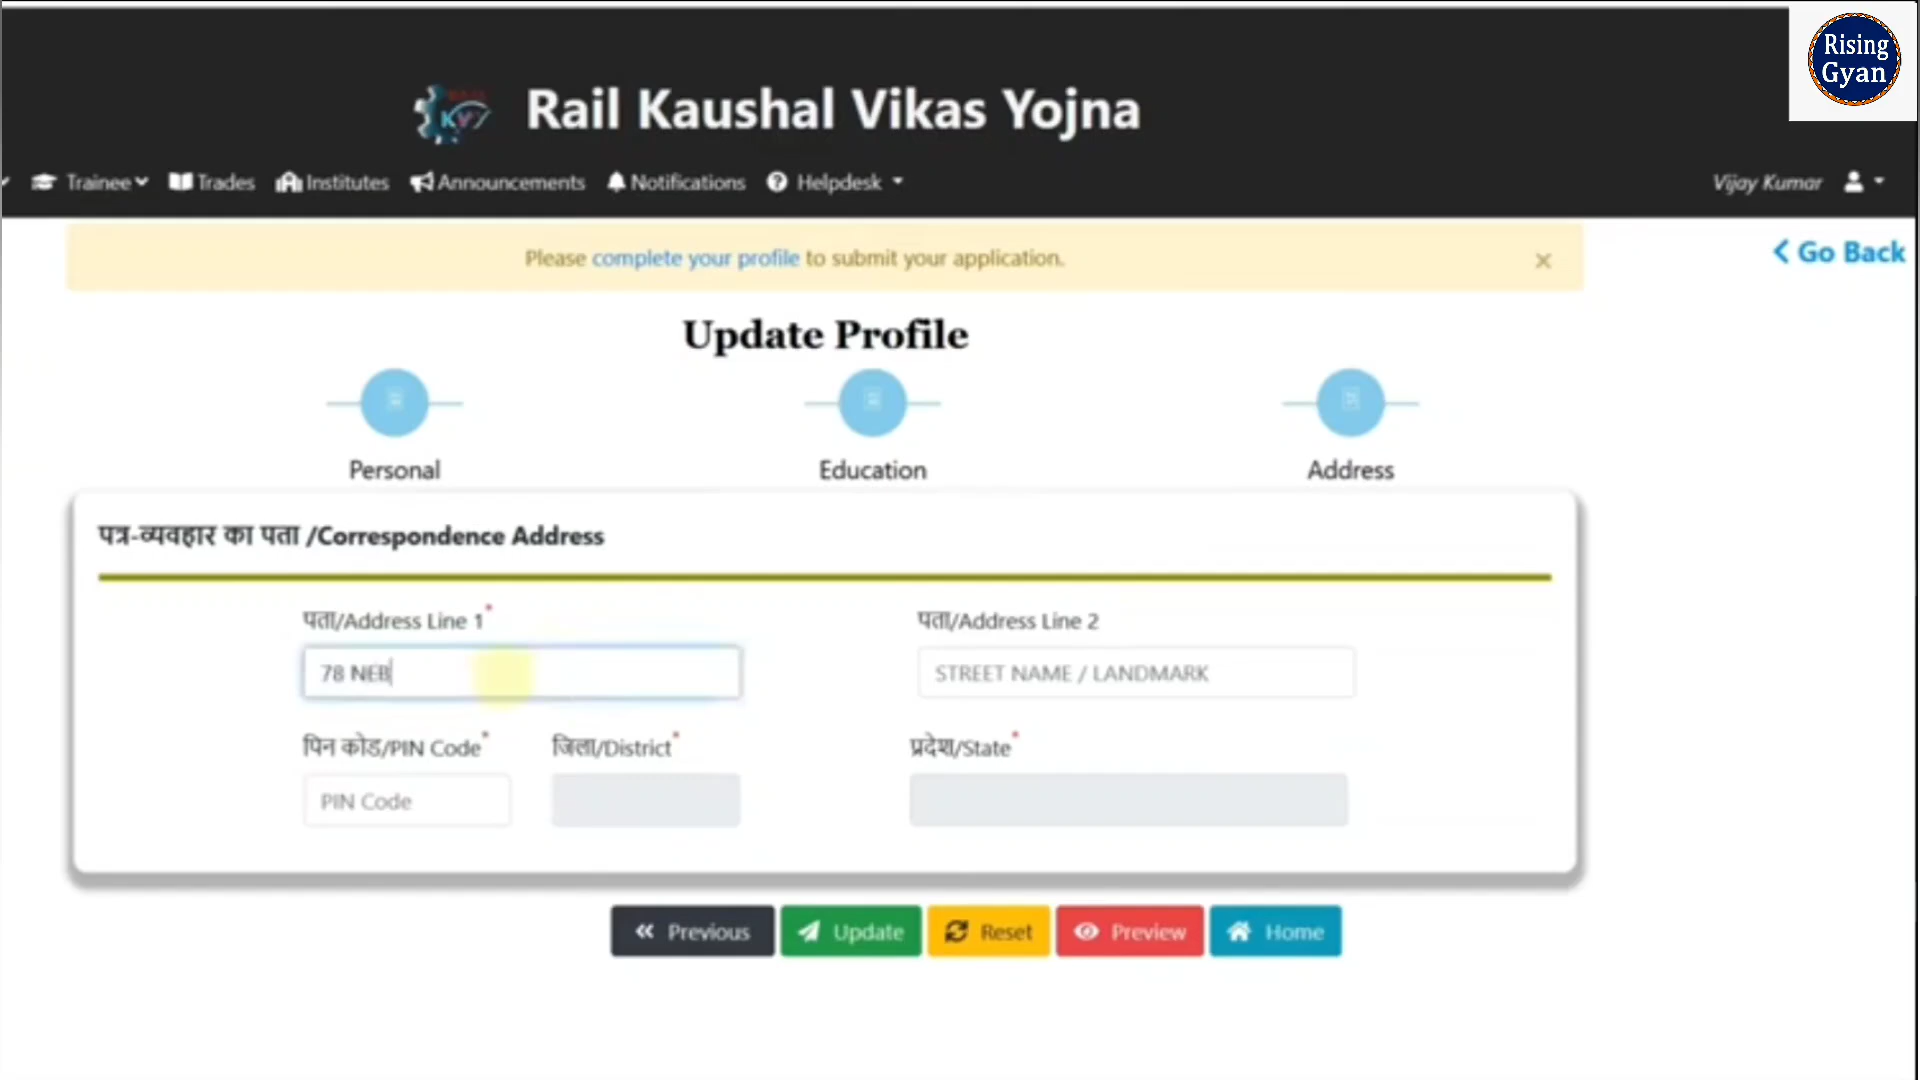 Rising
Gyan
Rail Kaushal Vikas Yojna
Trainee Trades Institutes Announcements Notifications Helpdesk Vijay Kumar
Please complete your profile to submit your application. ×
Go Back
Update Profile
Personal Education Address
पत्र-व्यवहार का पता /Correspondence Address
पता/Address Line 1* पता/Address Line 2
78 NEB STREET NAME / LANDMARK
पिन कोड/PIN Code* जिला/District* प्रदेश/State*
PIN Code
Previous Update Reset Preview Home